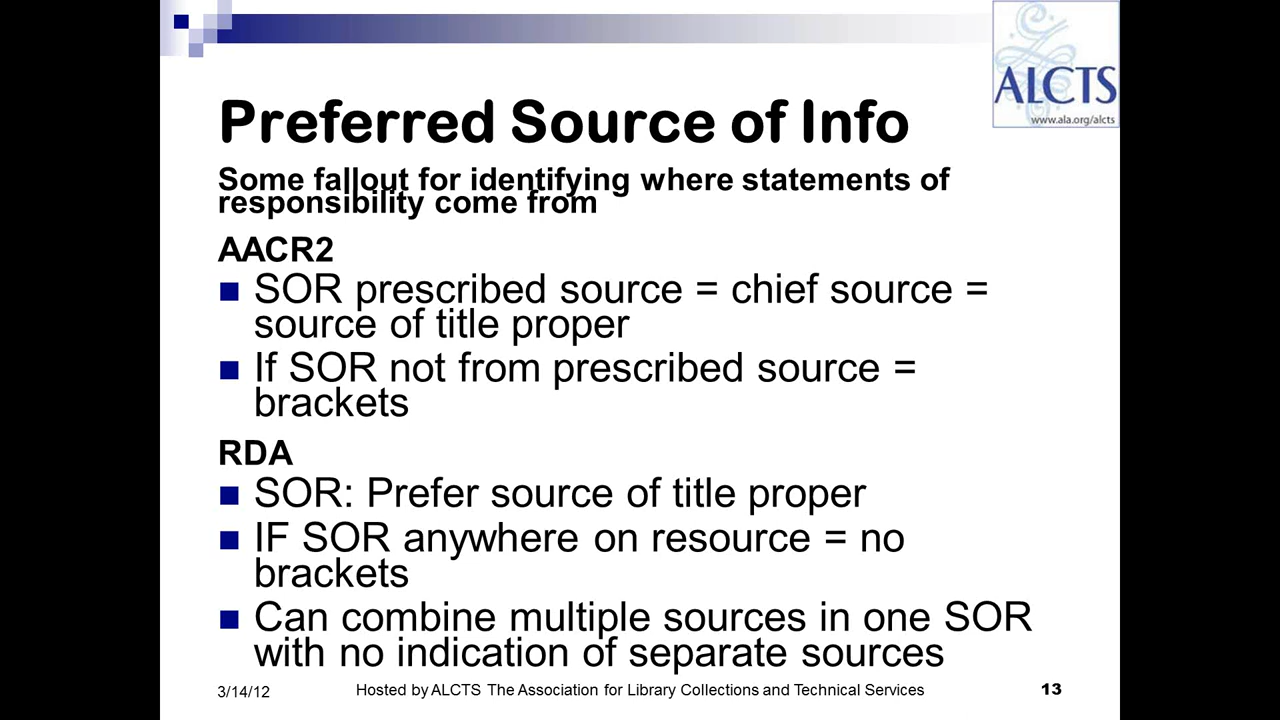 ALCTS
www.ala.org/alcts
Preferred Source of Info
Some fallout for identifying where statements of
responsibility come from
AACR2
SOR prescribed source = chief source =
source of title proper
If SOR not from prescribed source =
brackets
RDA
SOR: Prefer source of title proper
IF SOR anywhere on resource = no
brackets
Can combine multiple sources in one SOR
with no indication of separate sources
3/14/12
Hosted by ALCTS The Association for Library Collections and Technical Services
13